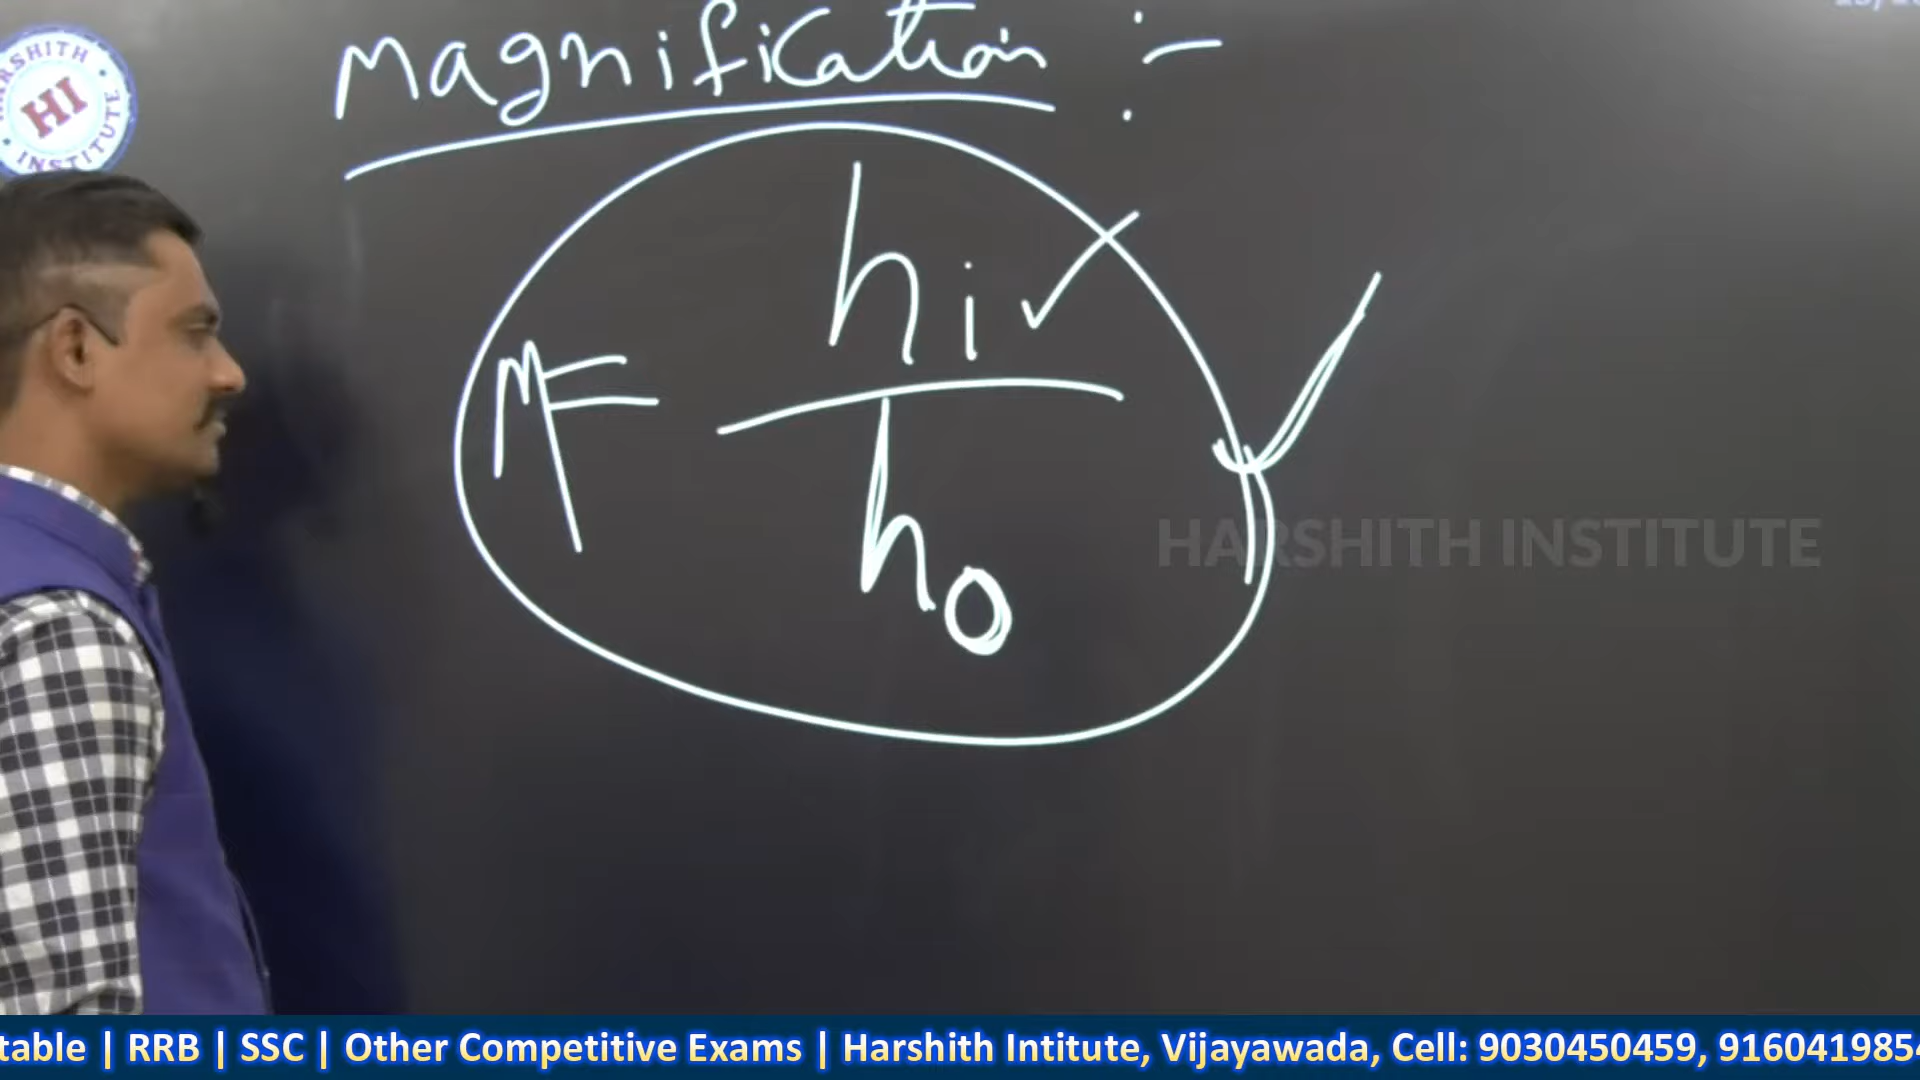 Magnification :-
HARSHITH
HI
INSTITUTE
M = hi ✓
ho
HARSHITH INSTITUTE
table | RRB | SSC | Other Competitive Exams | Harshith Intitute, Vijayawada, Cell: 9030450459, 916041985